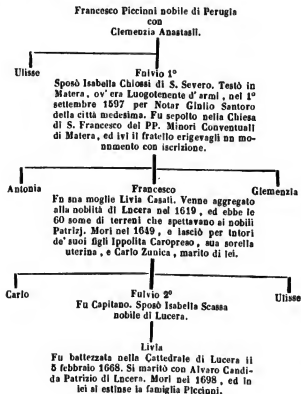 Francesco Piccinni nobile di Perugia
con
Clemenzia Anastasii.
Ulisse
Fulvio 1°
Sposò Isabella Chiossi di S. Severo. Testò in
Matera, ov' era Luogotenente d'armi, nel 1°
settembre 1597 per Notar Giulio Santoro
della città medesima. Fu sepolto nella Chiesa
di S. Francesco del PP. Minori Conventuali
di Matera, ed ivi il fratello erigevagli un mo-
numento con iscrizione.
Antonia
Francesco
Clemenzia
Fu sua moglie Livia Casati. Venne aggregato
alla nobiltà di Lucera nel 1619, ed ebbe le
60 some di terreni che spettavano ai nobili
Patrizj. Morì nel 1649, e lasciò per tutori
de' suoi figli Ippolita Caropreso, sua sorella
uterina, e Carlo Zunica, marito di lei.
Carlo
Fulvio 2°
Ulisse
Fu Capitano. Sposò Isabella Scassa
nobile di Lucera.
Livia
Fu battezzata nella Cattedrale di Lucera il
5 febbraio 1668. Si maritò con Alvaro Candi-
da Patrizio di Lucera. Morì nel 1698, ed in
lei si estinse la famiglia Piccinni.